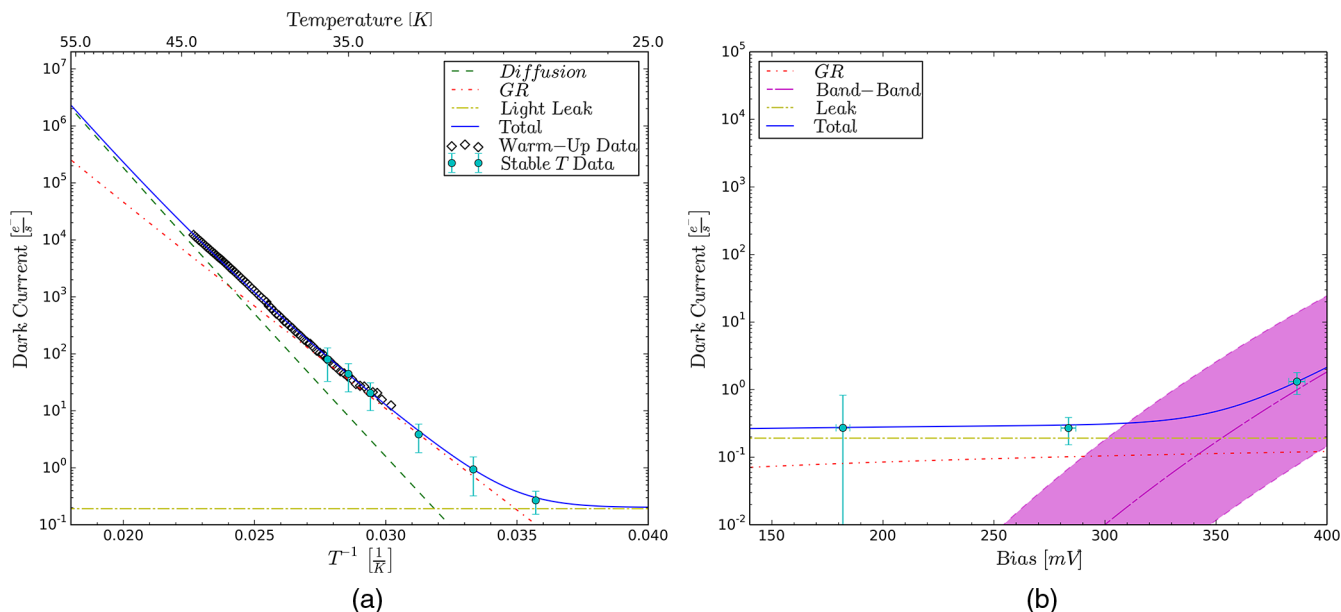 Temperature [K]
55.0 45.0 35.0 25.0
10^7
10^6
10^5
10^4
10^3
10^2
10^1
10^0
10^-1
Dark Current [e^-/s]
Diffusion
GR
Light Leak
Total
Warm−Up Data
Stable T Data
0.020 0.025 0.030 0.035 0.040
T^−1 [1/K]
(a)
10^5
10^4
10^3
10^2
10^1
10^0
10^-1
10^-2
Dark Current [e^-/s]
GR
Band−Band
Leak
Total
150 200 250 300 350 400
Bias [mV]
(b)